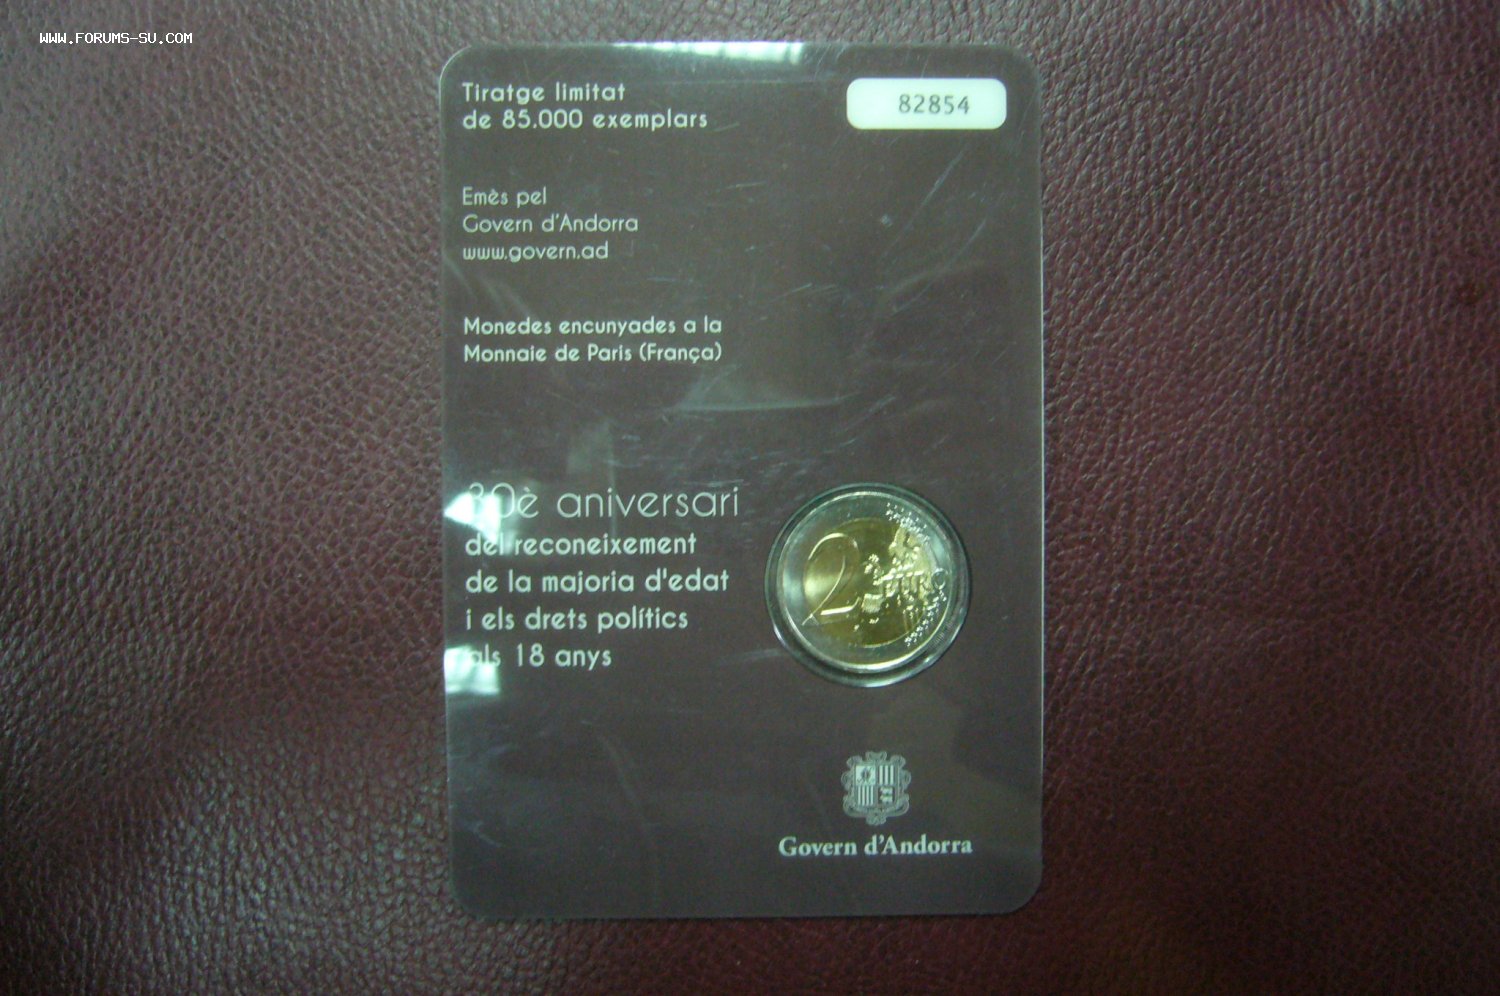 WWW.FORUMS-SU.COM
Tiratge limitat
de 85.000 exemplars
82854
Emès pel
Govern d'Andorra
www.govern.ad
Monedes encunyades a la
Monnaie de Paris (França)
30è aniversari
del reconeixement
de la majoria d'edat
i els drets polítics
als 18 anys
2 EURO
Govern d'Andorra